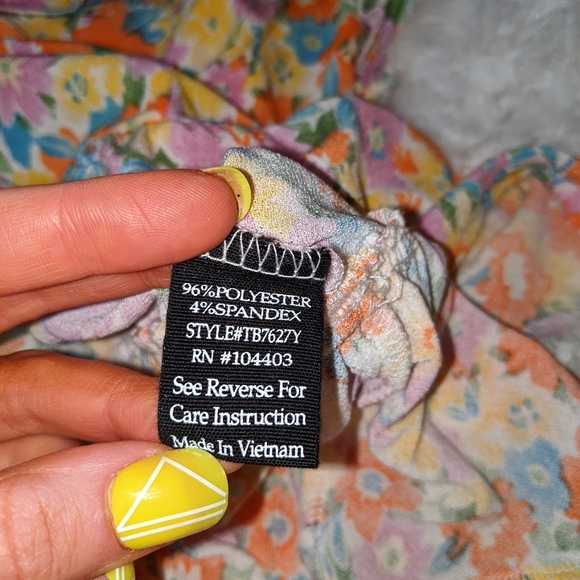 96%POLYESTER
4%SPANDEX
STYLE#TB7627Y
RN #104403
See Reverse For
Care Instruction
Made In Vietnam